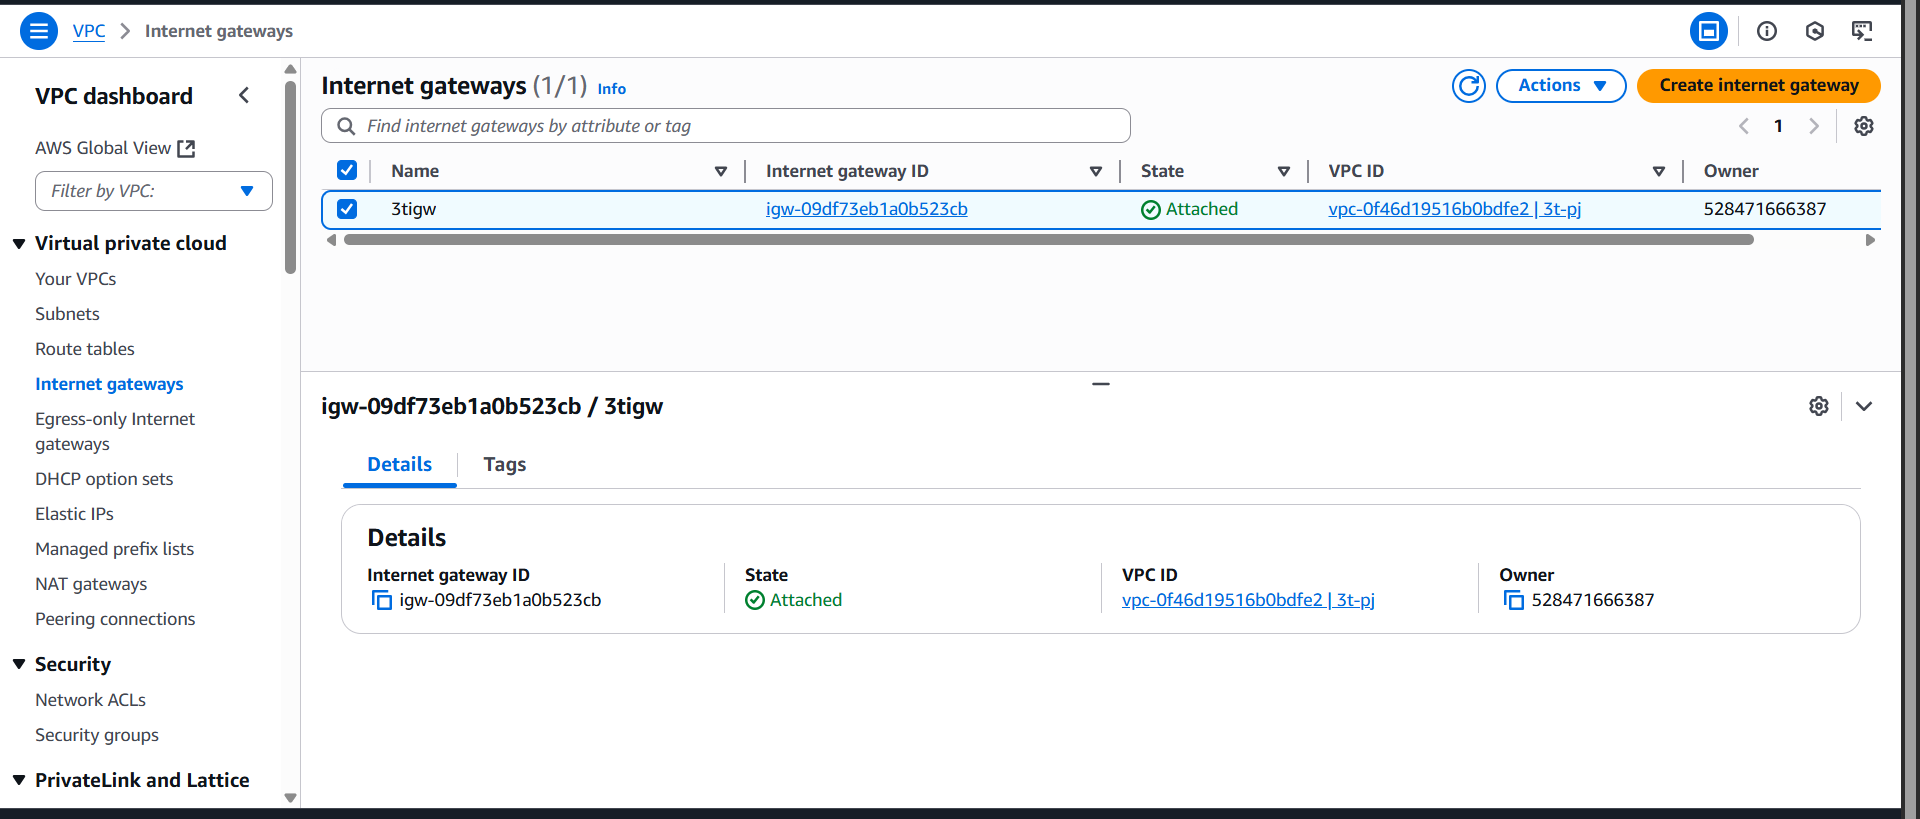 VPC > Internet gateways
VPC dashboard
AWS Global View
Filter by VPC:
Virtual private cloud
Your VPCs
Subnets
Route tables
Internet gateways
Egress-only Internet
gateways
DHCP option sets
Elastic IPs
Managed prefix lists
NAT gateways
Peering connections
Security
Network ACLs
Security groups
PrivateLink and Lattice
Internet gateways (1/1) Info
Actions
Create internet gateway
Find internet gateways by attribute or tag
1
Name Internet gateway ID State VPC ID Owner
3tigw igw-09df73eb1a0b523cb Attached vpc-0f46d19516b0bdfe2 | 3t-pj 528471666387
igw-09df73eb1a0b523cb / 3tigw
Details Tags
Details
Internet gateway ID State VPC ID Owner
igw-09df73eb1a0b523cb Attached vpc-0f46d19516b0bdfe2 | 3t-pj 528471666387